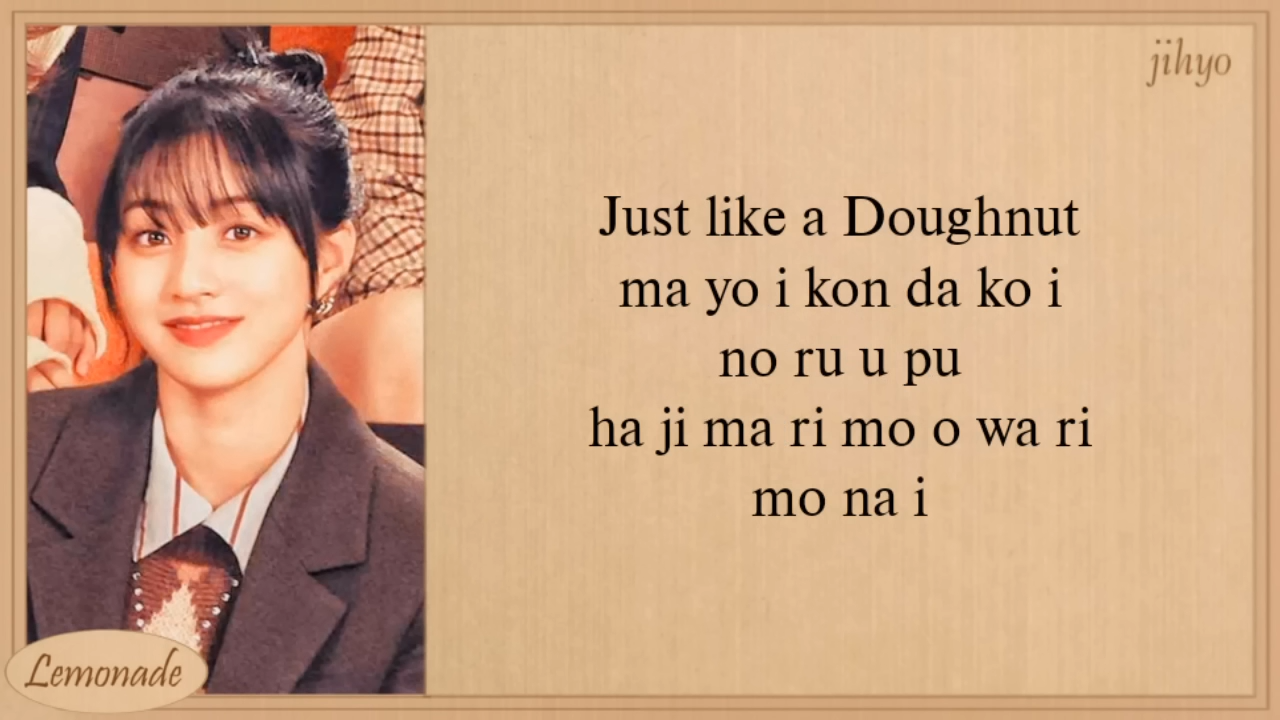 jihyo
Just like a Doughnut
ma yo i kon da ko i
no ru u pu
ha ji ma ri mo o wa ri
mo na i
Lemonade